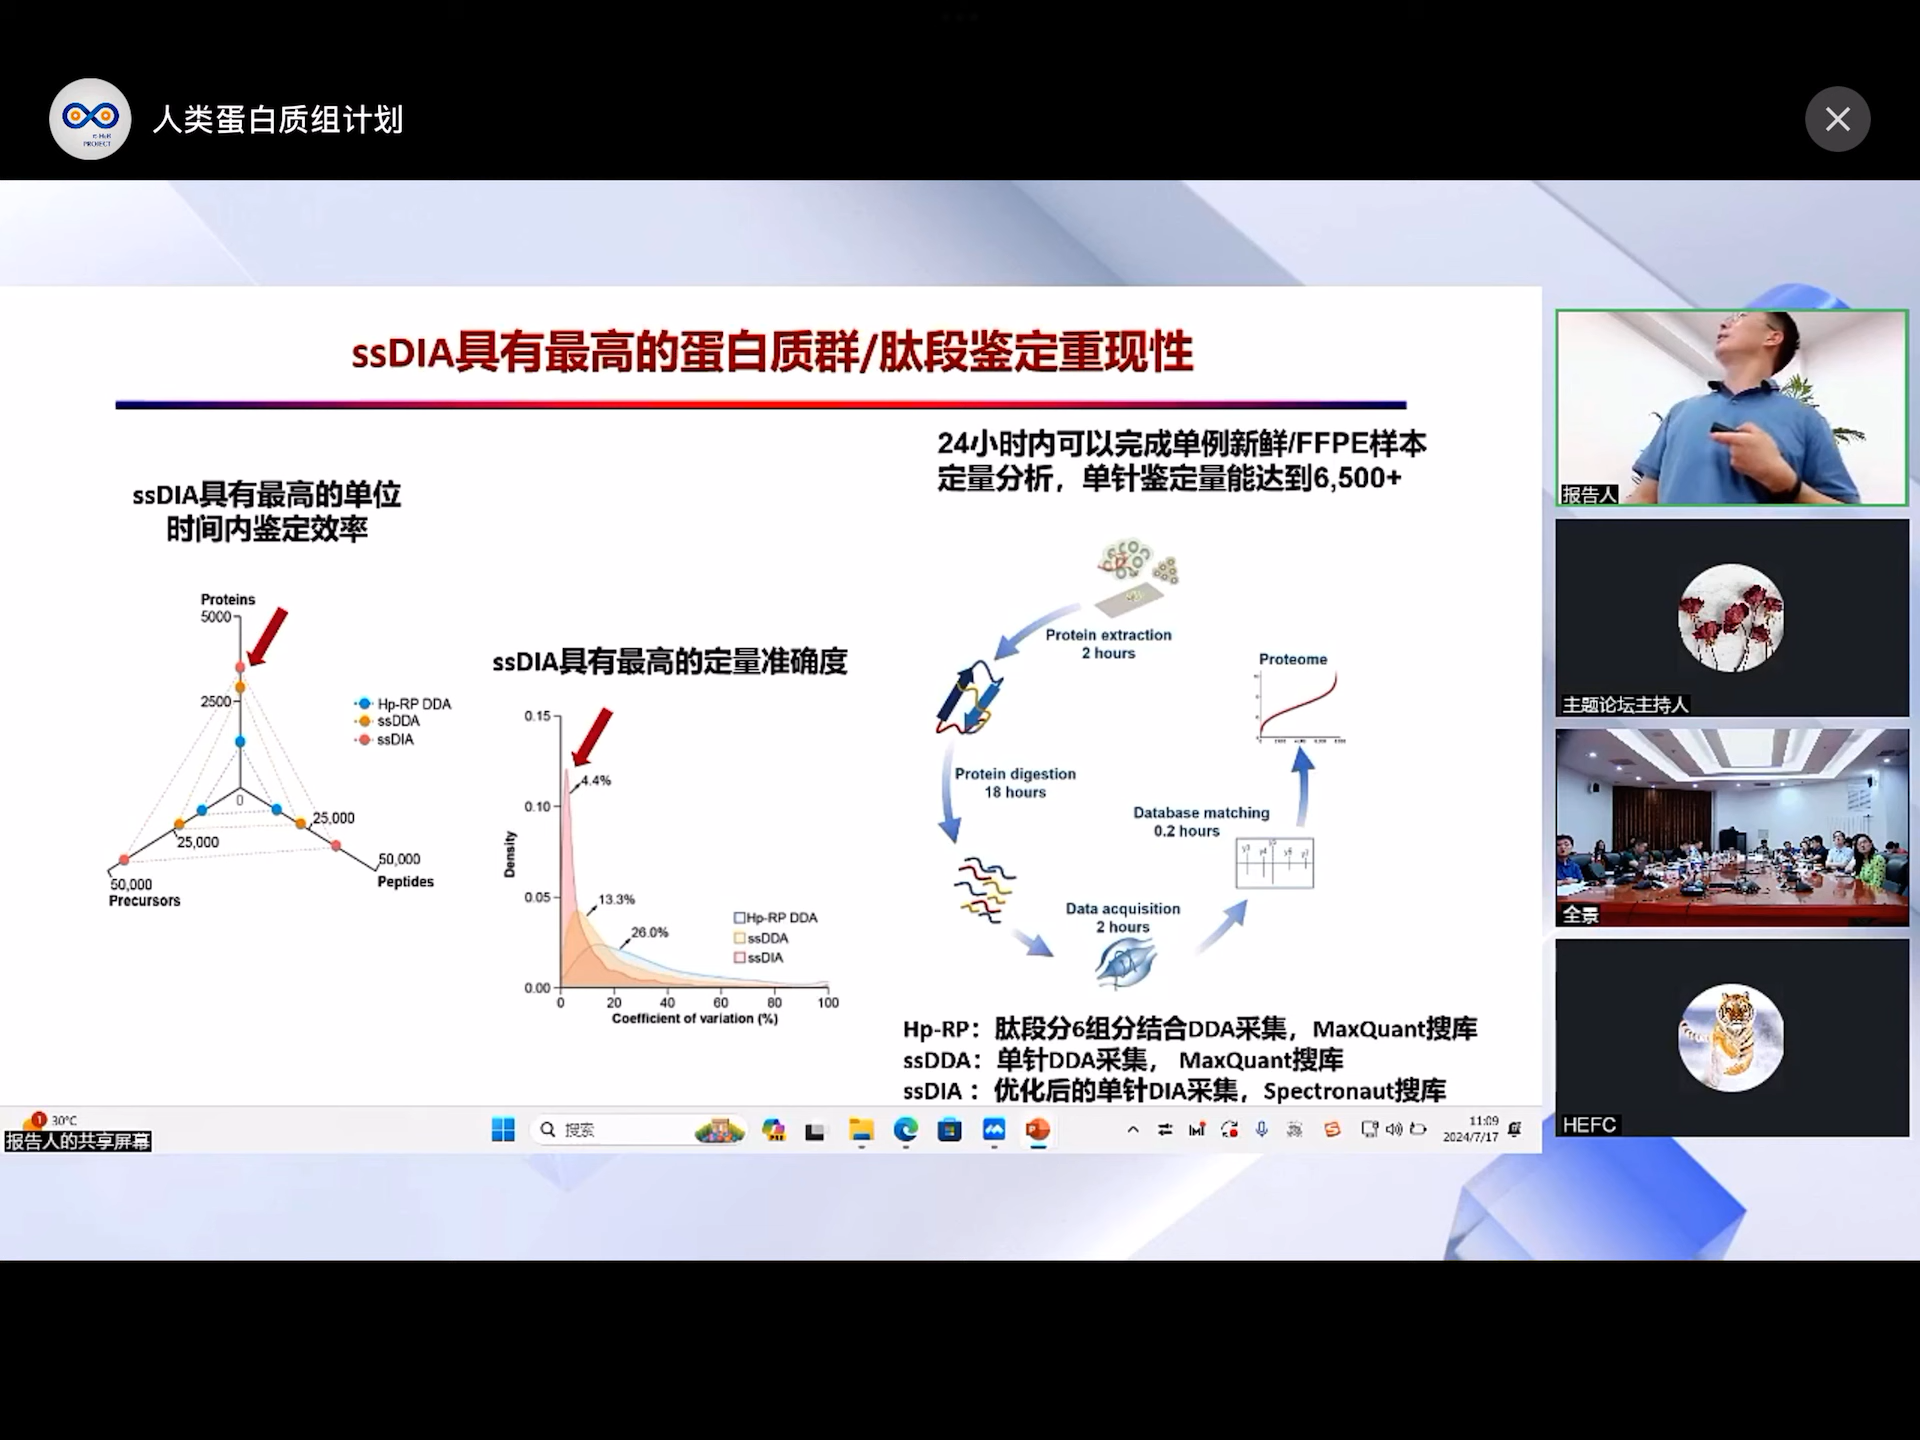 人类蛋白质组计划
PROJECT
ssDIA具有最高的蛋白质群/肽段鉴定重现性
ssDIA具有最高的单位
时间内鉴定效率
Proteins
5000
2500
0
25,000
25,000
50,000
Precursors
50,000
Peptides
Hp-RP DDA
ssDDA
ssDIA
ssDIA具有最高的定量准确度
0.15
0.10
0.05
0.00
Density
4.4%
13.3%
26.0%
Hp-RP DDA
ssDDA
ssDIA
0 20 40 60 80 100
Coefficient of variation (%)
24小时内可以完成单例新鲜/FFPE样本
定量分析，单针鉴定量能达到6,500+
Protein extraction
2 hours
Protein digestion
18 hours
Data acquisition
2 hours
Database matching
0.2 hours
Proteome
Hp-RP：肽段分6组分结合DDA采集，MaxQuant搜库
ssDDA：单针DDA采集， MaxQuant搜库
ssDIA ：优化后的单针DIA采集，Spectronaut搜库
1
30°C
报告人的共享屏幕
搜索
11:09
2024/7/17
报告人
主题论坛主持人
全景
HEFC